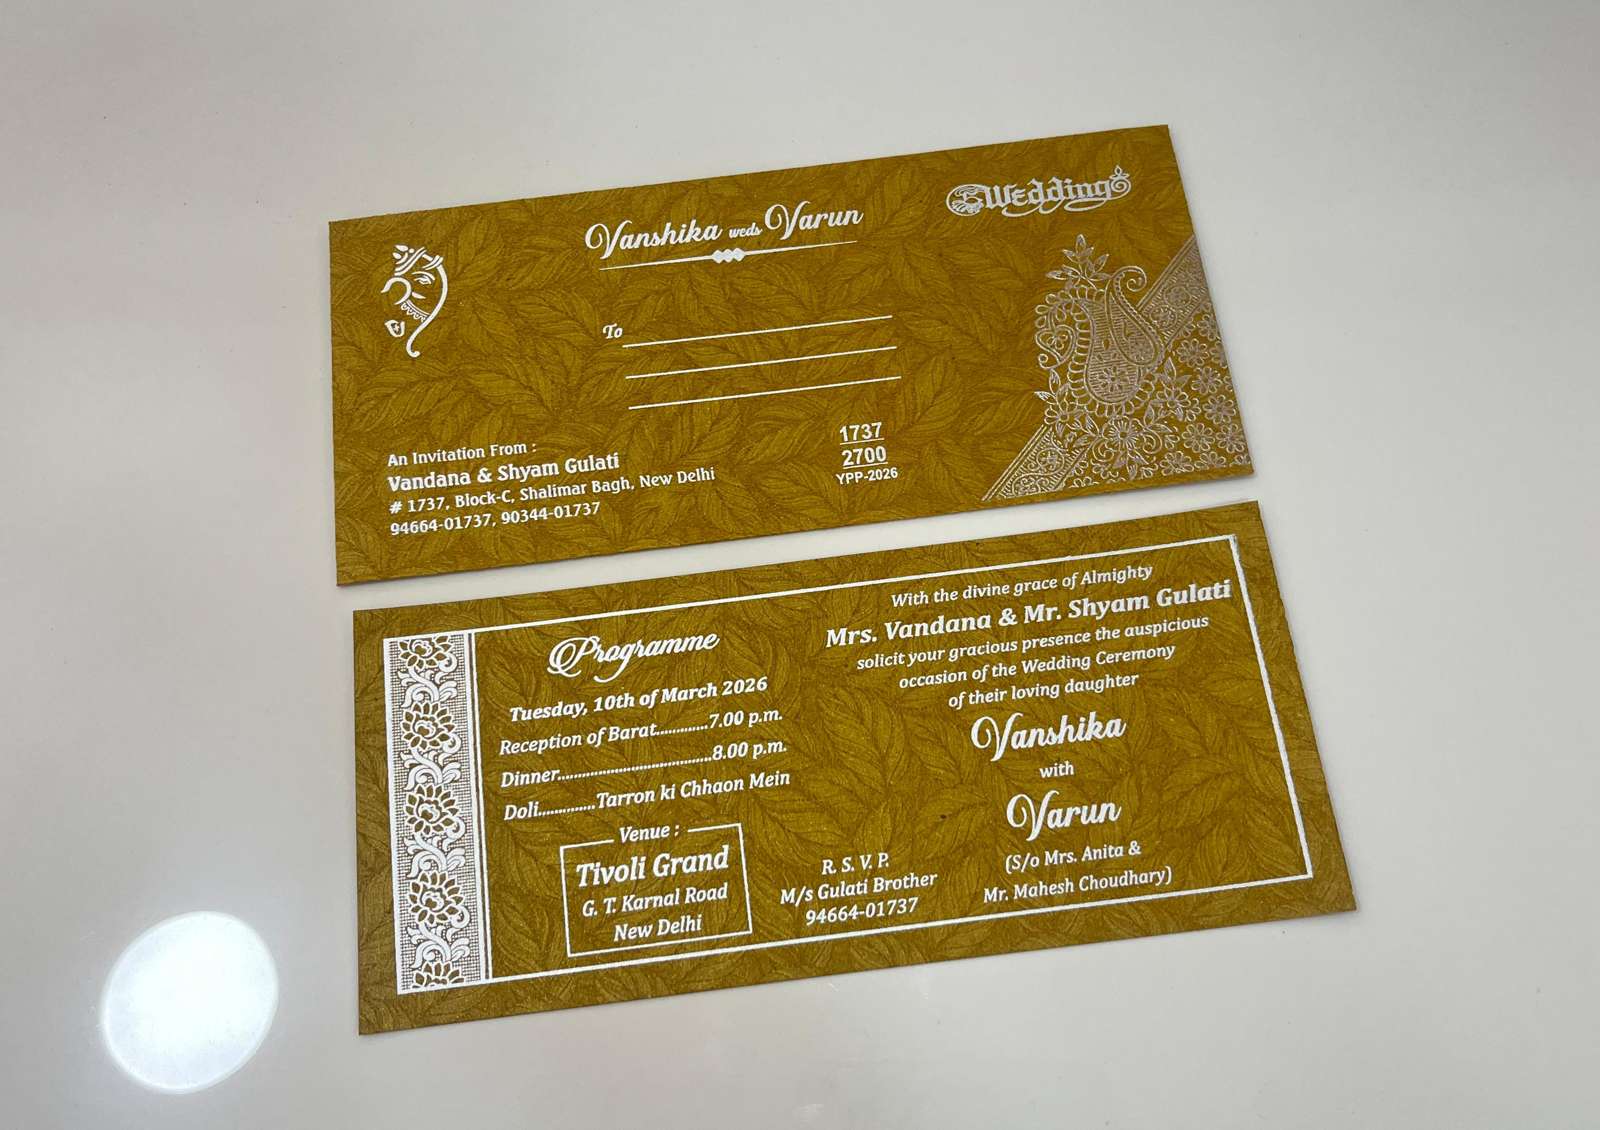 Vanshika weds Varun
Wedding
To
An Invitation From :
Vandana & Shyam Gulati
# 1737, Block-C, Shalimar Bagh, New Delhi
94664-01737, 90344-01737
1737
2700
YPP-2026
Programme
Tuesday, 10th of March 2026
Reception of Barat............7.00 p.m.
Dinner....................................8.00 p.m.
Doli.............Tarron ki Chhaon Mein
Venue :
Tivoli Grand
G. T. Karnal Road
New Delhi
R. S. V. P.
M/s Gulati Brother
94664-01737
With the divine grace of Almighty
Mrs. Vandana & Mr. Shyam Gulati
solicit your gracious presence the auspicious
occasion of the Wedding Ceremony
of their loving daughter
Vanshika
with
Varun
(S/o Mrs. Anita &
Mr. Mahesh Choudhary)